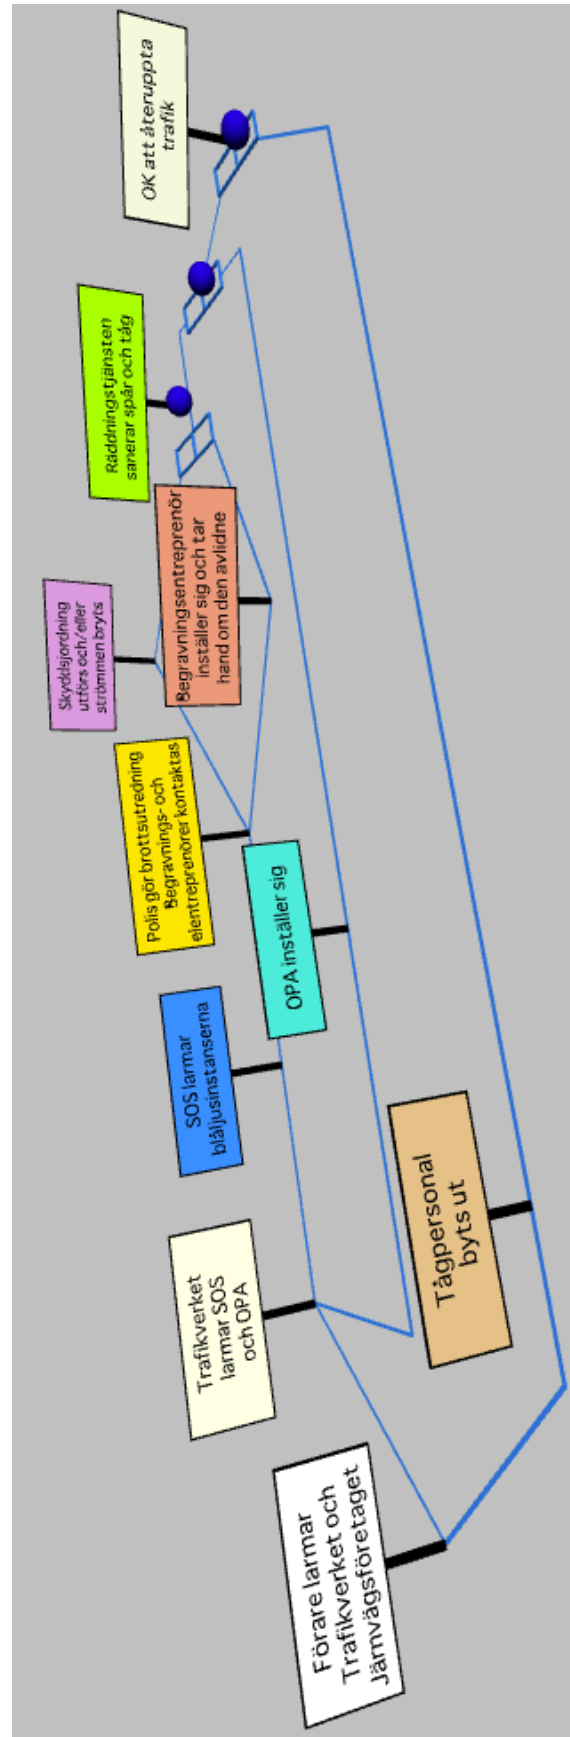 Förare larmar
Trafikverket och
Järnvägsföretaget
Trafikverket
larmar SOS
och OPA
Tågpersonal
byts ut
SOS larmar
blåljusinstanserna
OPA inställer sig
Polis gör brottsutredning
Begravnings- och
elentreprenörer kontaktas
Skyddsjordning
utförs och/eller
strömmen bryts
Begravningsentreprenör
inställer sig och tar
hand om den avlidne
Räddningstjänsten
sanerar spår och tåg
OK att återuppta
trafik